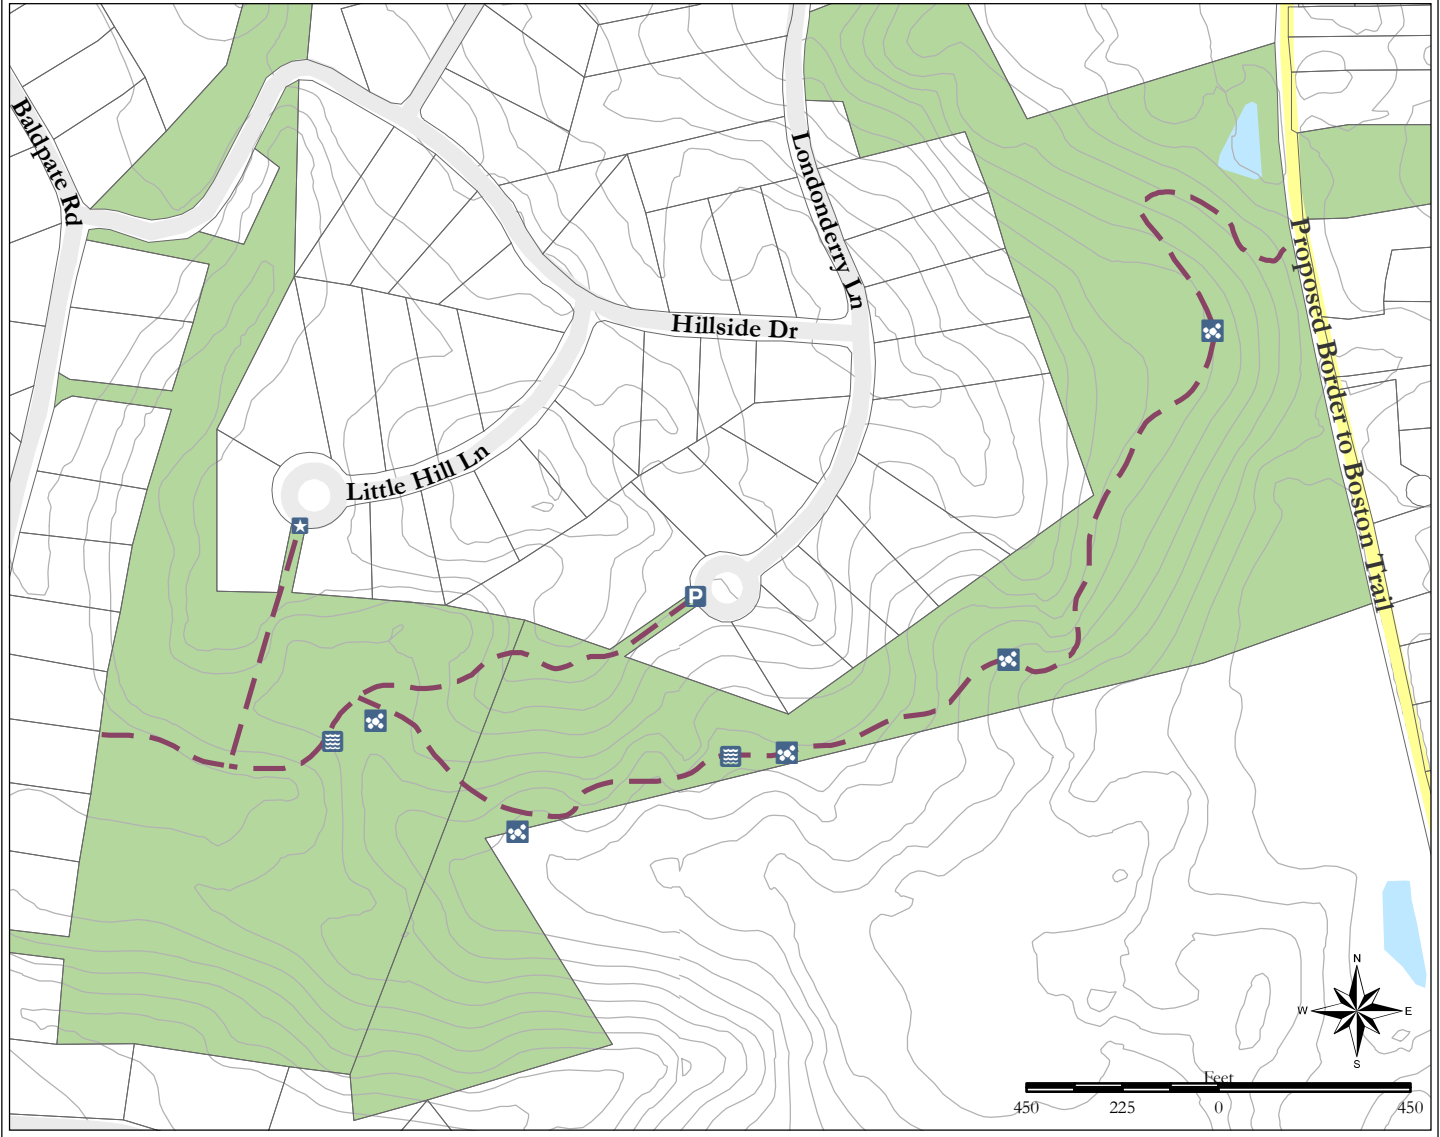 Baldpate Rd
Londonderry Ln
Hillside Dr
Proposed Border to Boston Trail
Little Hill Ln
P
N
W
E
S
Feet
450
225
0
450